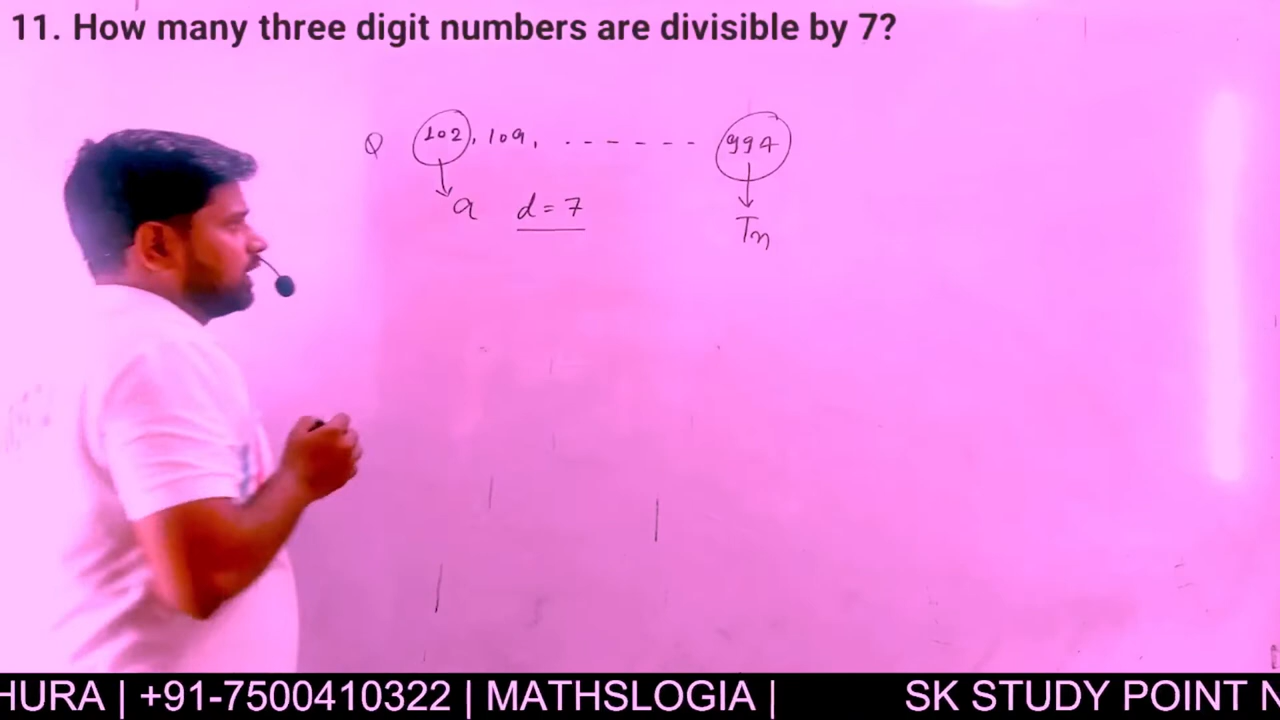 11. How many three digit numbers are divisible by 7?
Q 102, 109, . - - - - - - 994
a d = 7 Tn
HURA | +91-7500410322 | MATHSLOGIA | SK STUDY POINT N